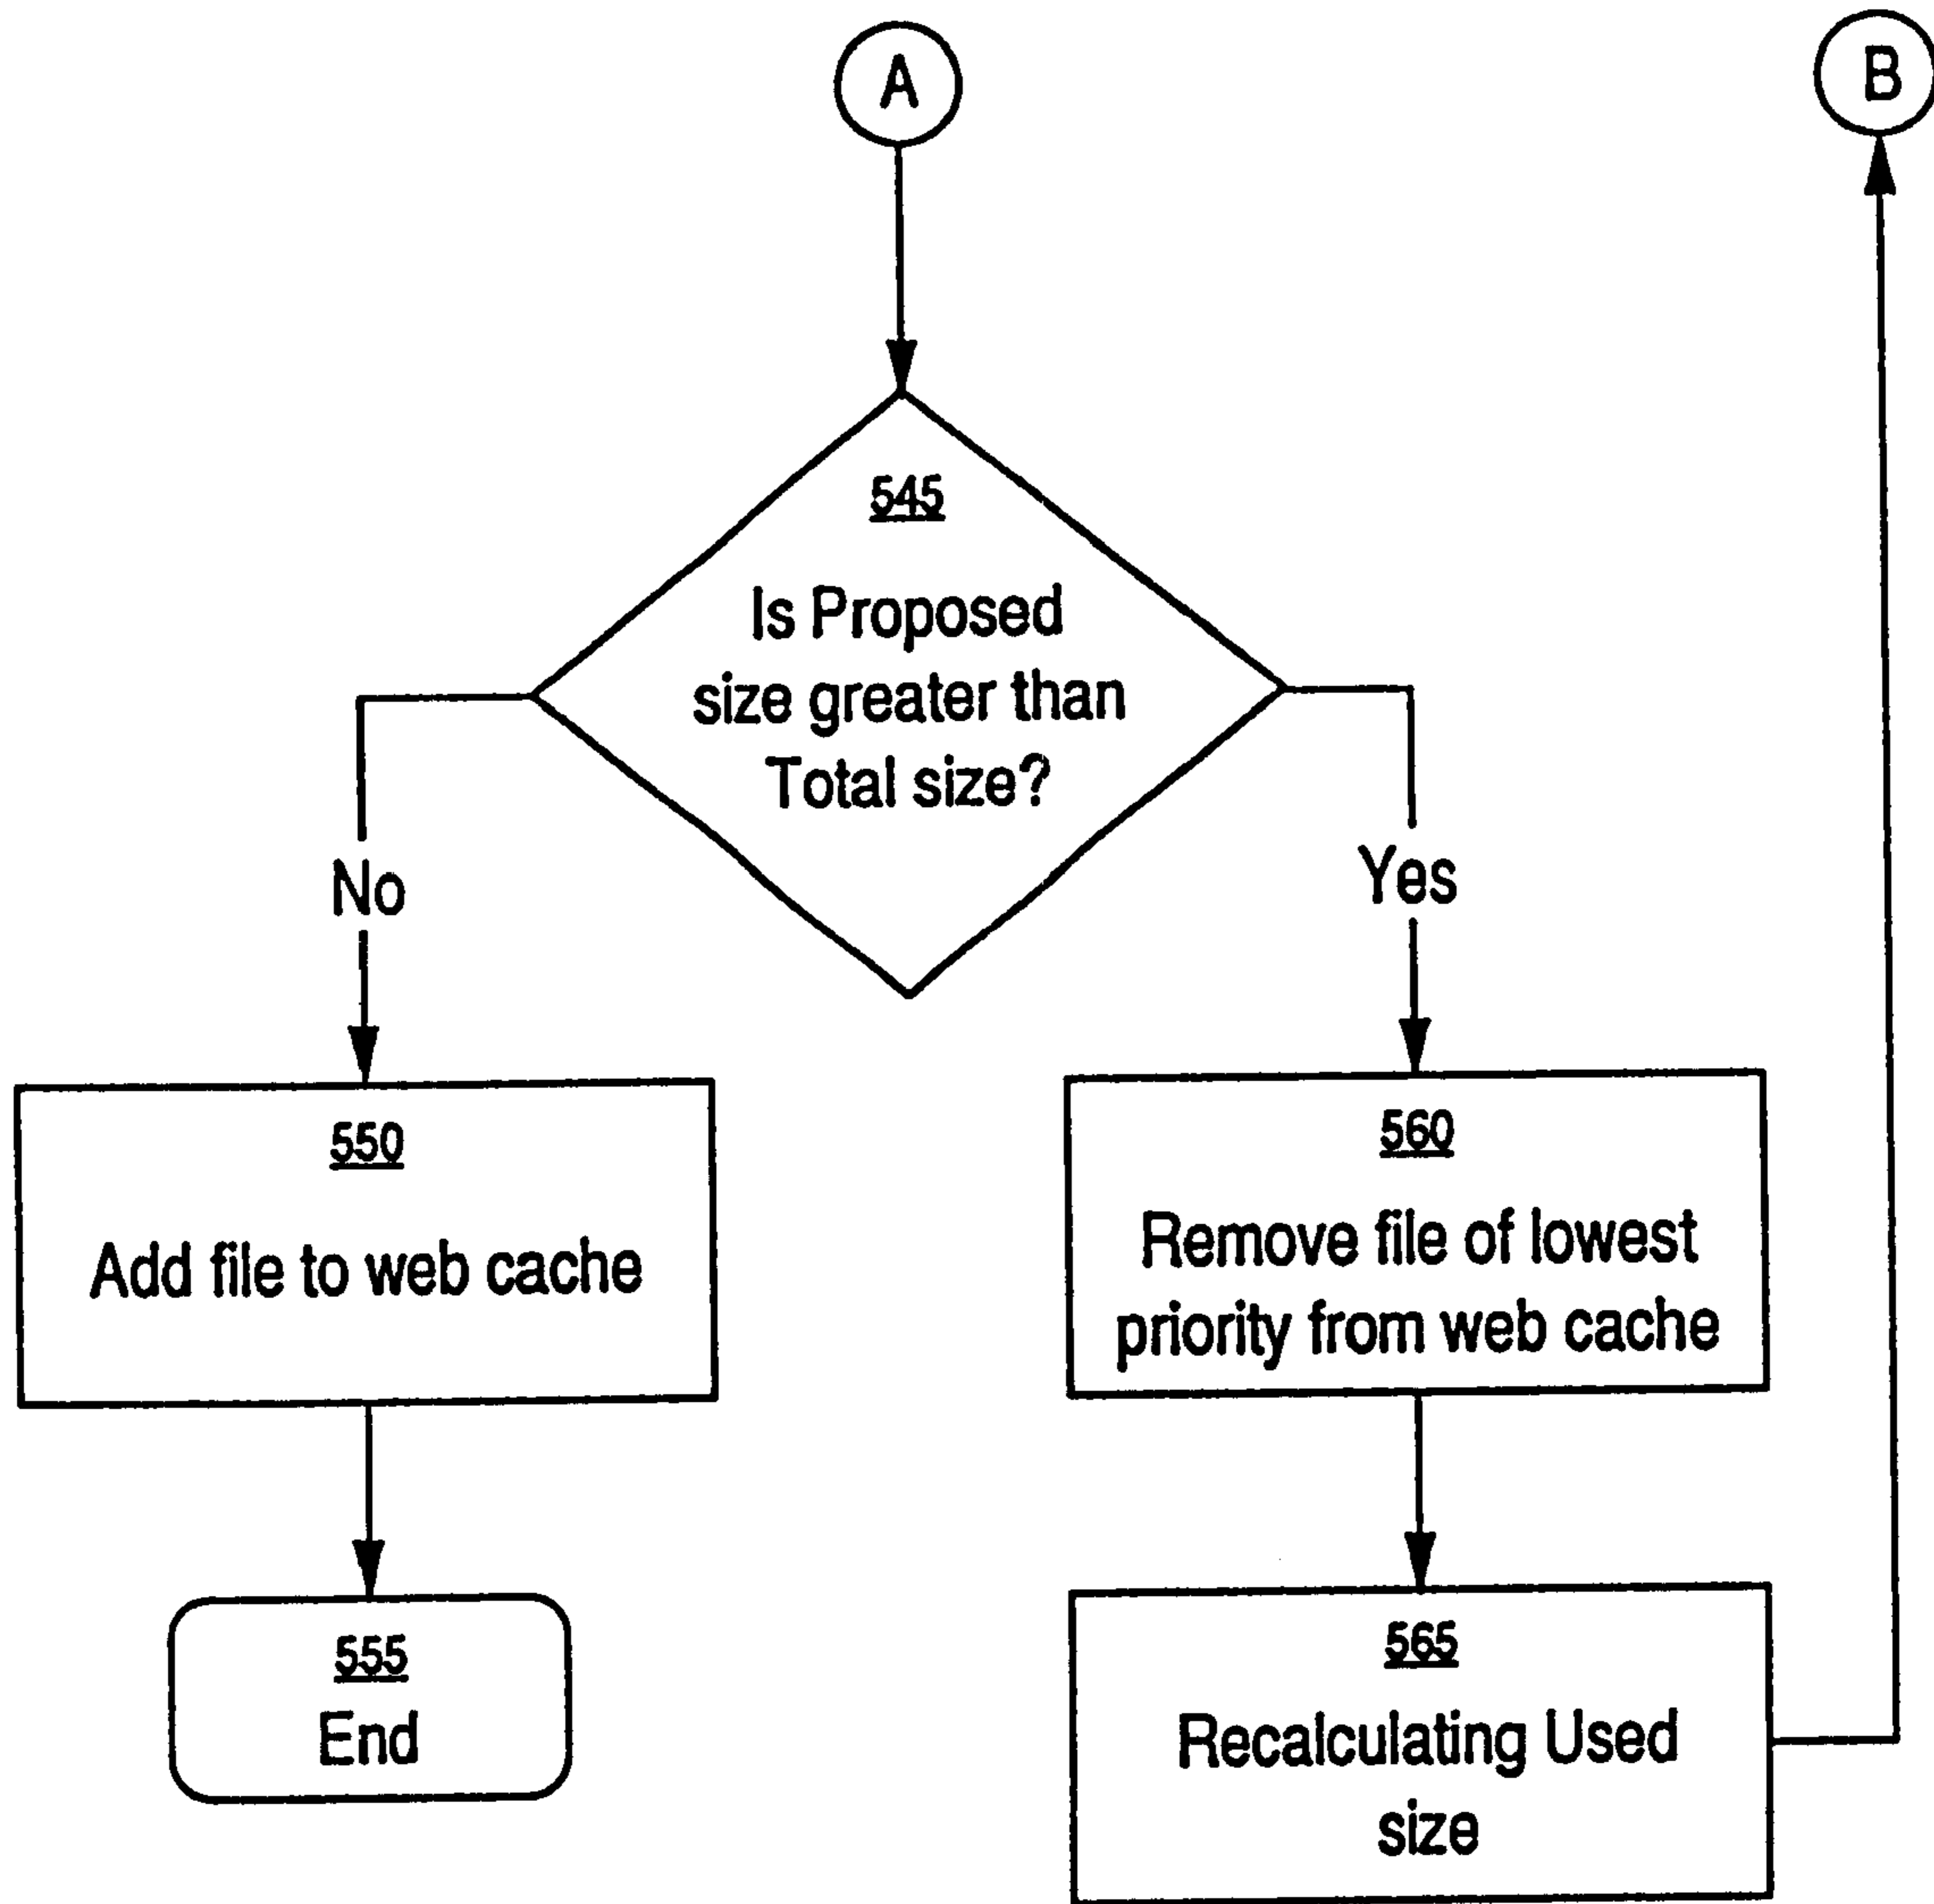 A
B
545
Is Proposed
size greater than
Total size?
No
Yes
550
Add file to web cache
560
Remove file of lowest
priority from web cache
555
End
565
Recalculating Used
size